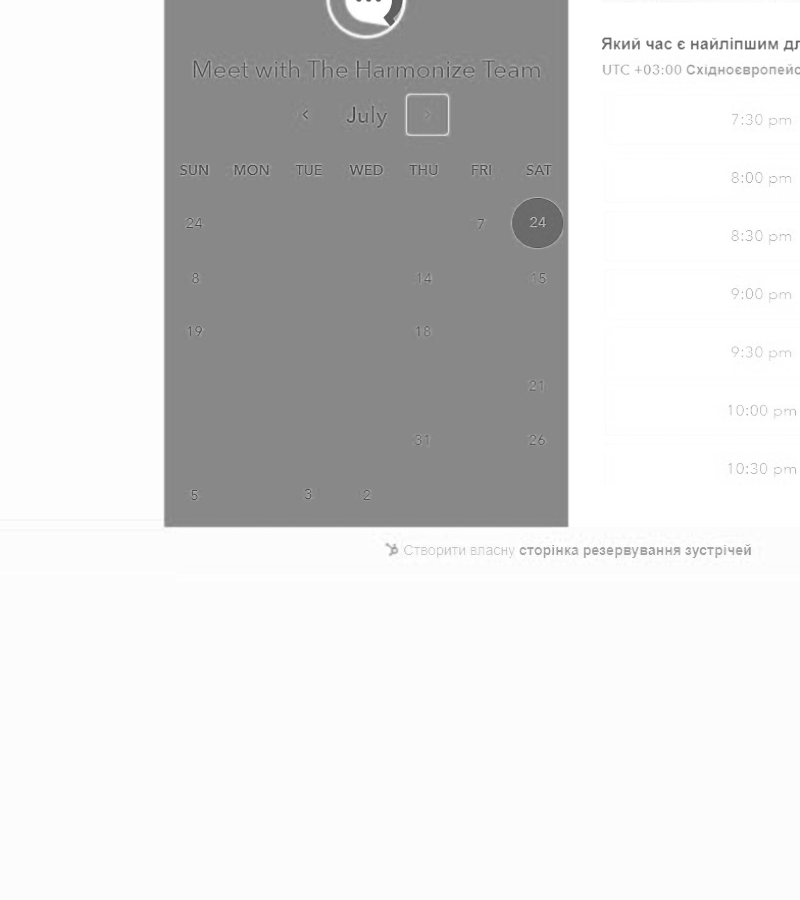 Meet with The Harmonize Team
July
SUN MON TUE WED THU FRI SAT
24 7 24
8 14 15
19 18
21
31 26
5 3 2
Який час є найліпшим дл
UTC +03:00 Східноєвропейс
7:30 pm
8:00 pm
8:30 pm
9:00 pm
9:30 pm
10:00 pm
10:30 pm
Створити власну сторінка резервування зустрічей